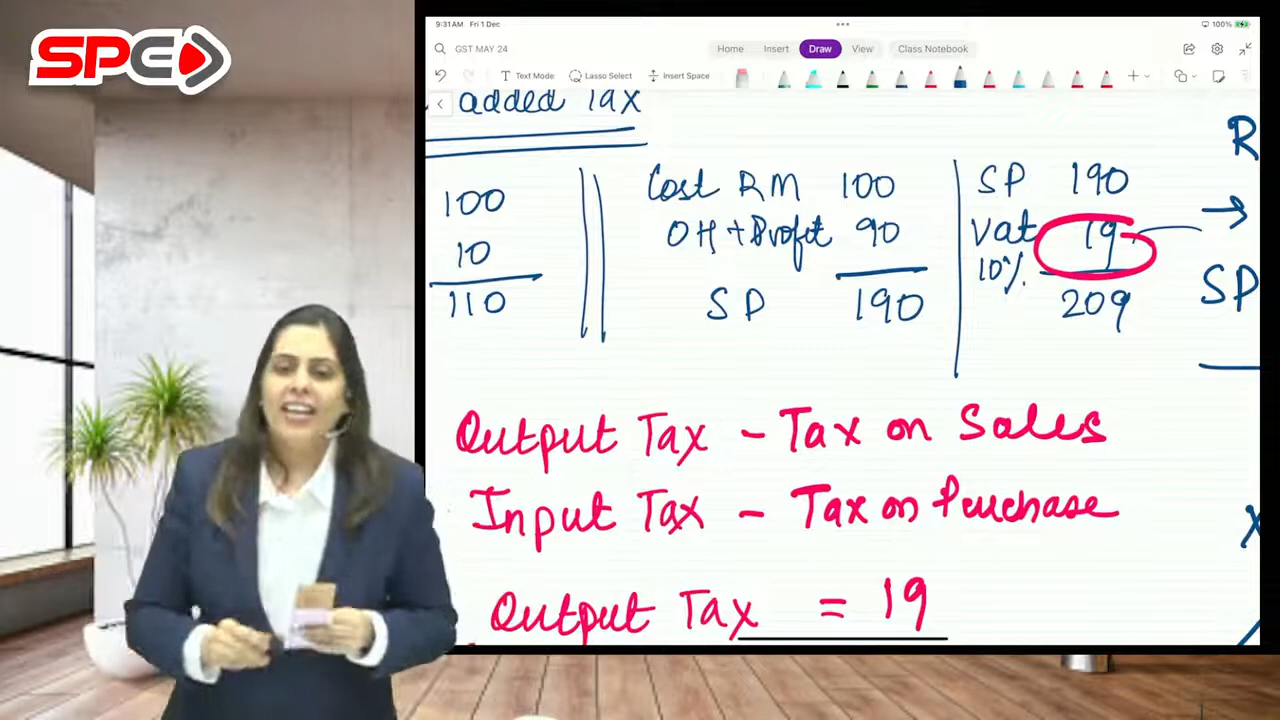 SPE
9:31AM Fri 1 Dec
100%
GST MAY 24
Home Insert Draw View Class Notebook
Text Mode Lasso Select Insert Space
added Tax
100
10
110
Cost RM 100
OH + Profit 90
SP 190
SP 190
Vat 19
10%
209
R
→
SP
Output Tax - Tax on Sales
Input Tax - Tax on Purchase
X
Output Tax = 19